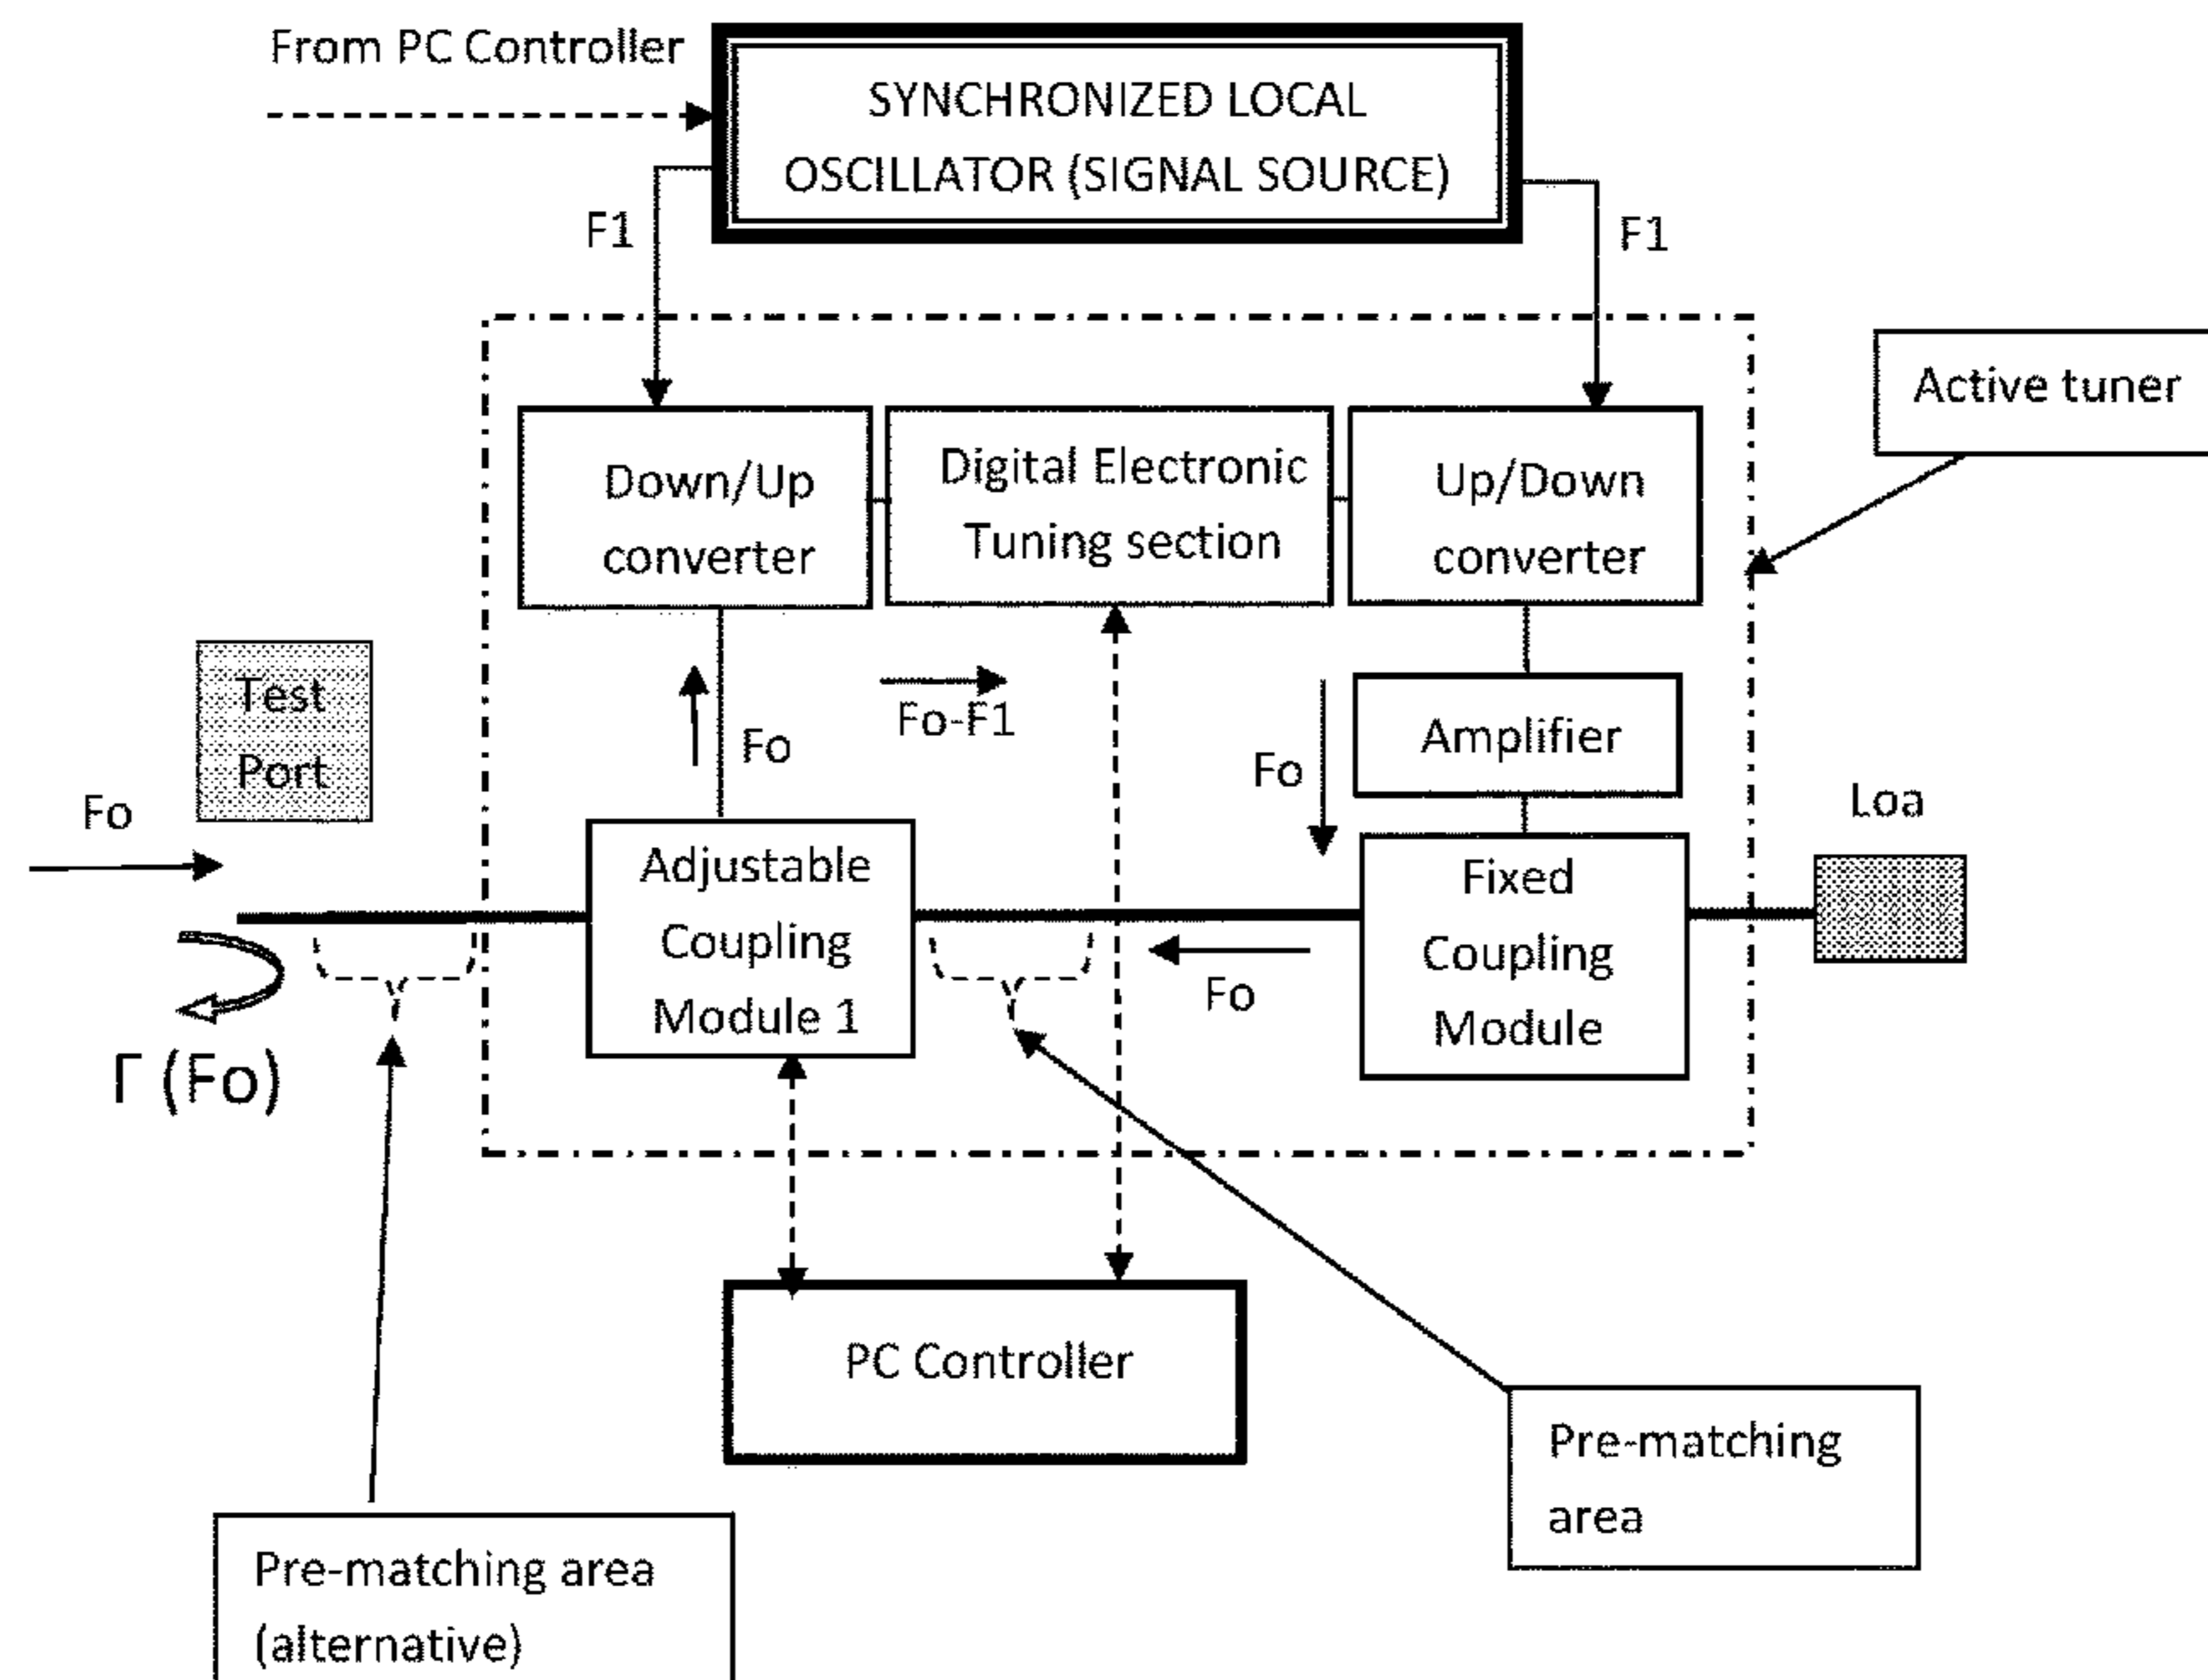 From PC Controller
SYNCHRONIZED LOCAL
OSCILLATOR (SIGNAL SOURCE)
F1
F1
Active tuner
Down/Up
converter
Digital Electronic
Tuning section
Up/Down
converter
Test
Port
Fo
Fo-F1
Fo
Amplifier
Fo
Loa
Adjustable
Coupling
Module 1
Fixed
Coupling
Module
Fo
Γ (Fo)
PC Controller
Pre-matching
area
Pre-matching area
(alternative)